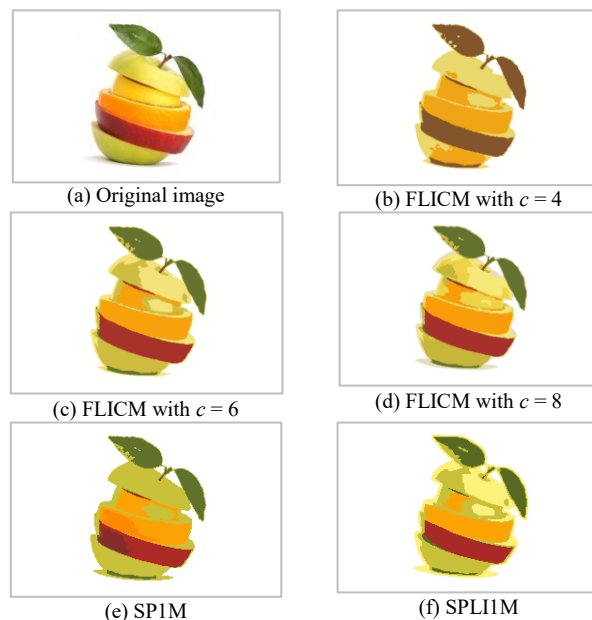 (a) Original image
(b) FLICM with c = 4
(c) FLICM with c = 6
(d) FLICM with c = 8
(e) SP1M
(f) SPLI1M